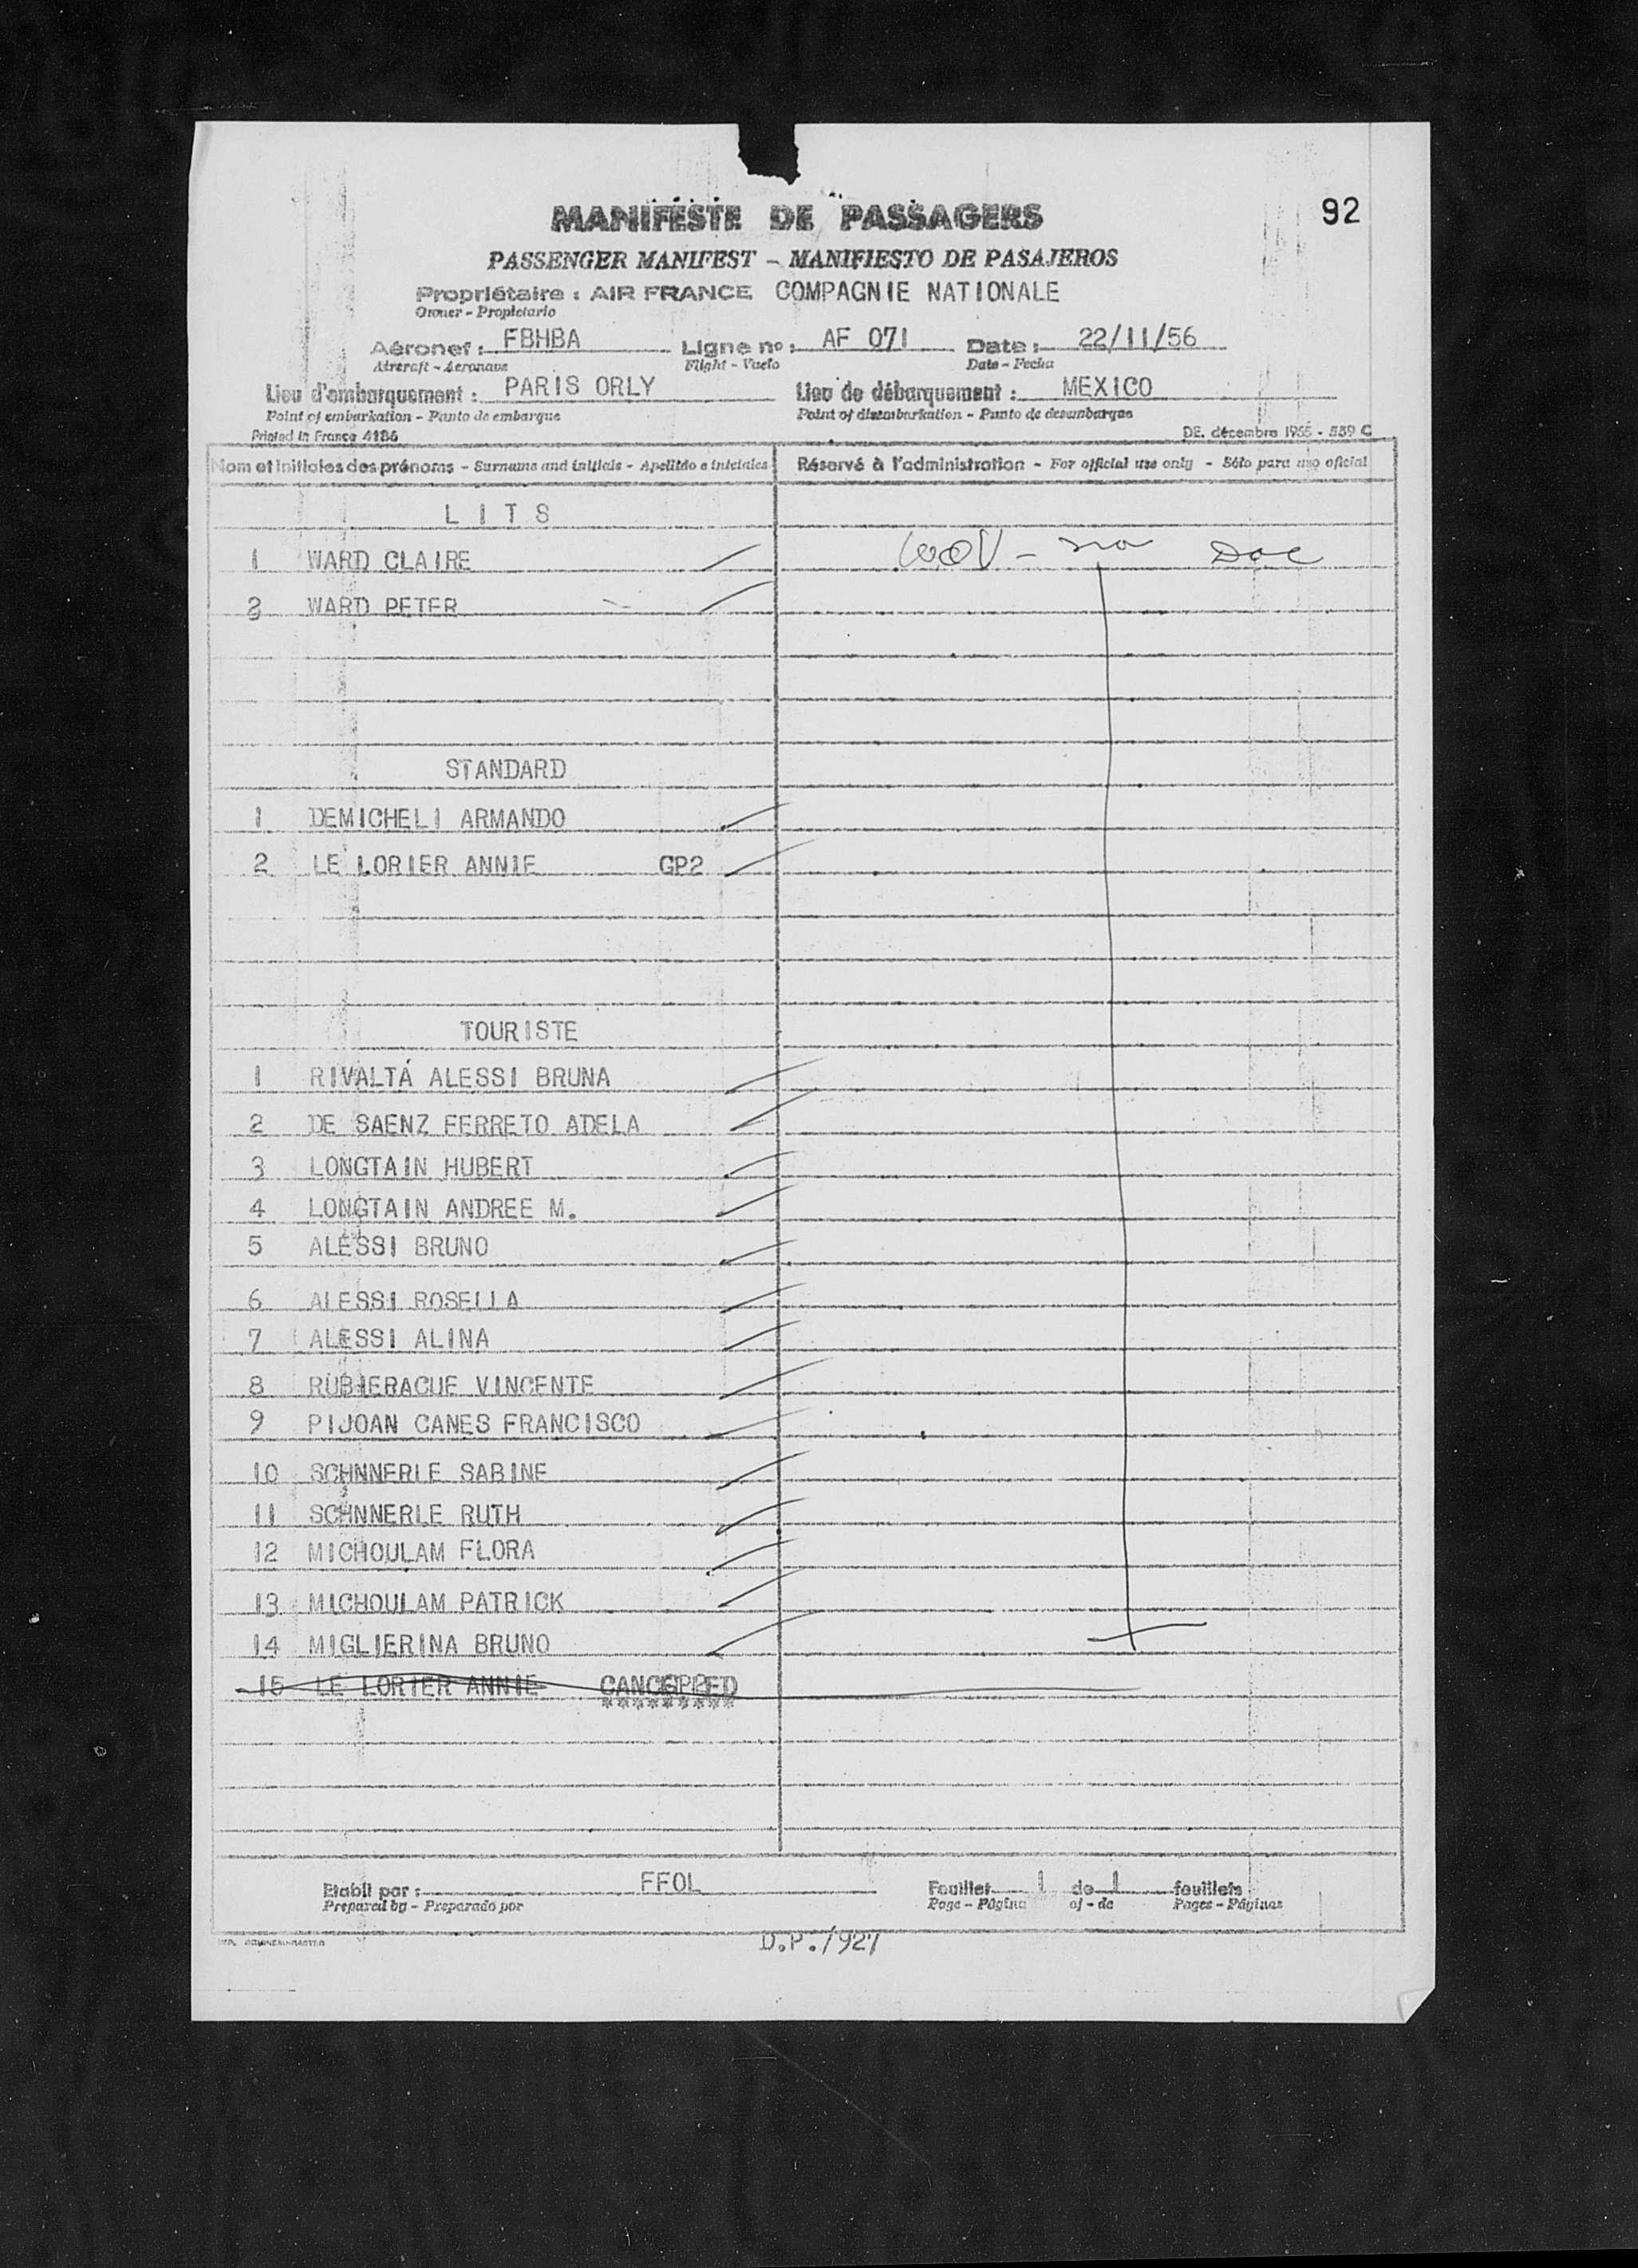 92
MANIFESTE DE PASSAGERS
PASSENGER MANIFEST - MANIFIESTO DE PASAJEROS
Propriétaire : AIR FRANCE COMPAGNIE NATIONALE
Owner - Propietario
Aéronef : FBHBA Ligne nº : AF 071 Date : 22/11/56
Aircraft - Aeronave Flight - Vuelo Date - Fecha
Lieu d'embarquement : PARIS ORLY Lieu de débarquement : MEXICO
Point of embarkation - Punto de embarque Point of disembarkation - Punto de desembarque
Printed in France 4186 DE. décembre 1955 - 559 C
Nom et initiales des prénoms - Surname and initials - Apellido e iniciales Réservé à l'administration - For official use only - Sólo para uso oficial
LITS
1 WARD CLAIRE no Doc
2 WARD PETER
STANDARD
1 DEMICHELI ARMANDO
2 LE LORIER ANNIE GP2
TOURISTE
1 RIVALTA ALESSI BRUNA
2 DE SAENZ FERRETO ADELA
3 LONGTAIN HUBERT
4 LONGTAIN ANDREE M.
5 ALESSI BRUNO
6 ALESSI ROSELLA
7 ALESSI ALINA
8 RUBIERAGUE VINCENTE
9 PIJOAN CANES FRANCISCO
10 SCHNNERLE SABINE
11 SCHNNERLE RUTH
12 MICHOULAM FLORA
13 MICHOULAM PATRICK
14 MIGLIERINA BRUNO
15 LE LORIER ANNIE
Etabli par : FFOL Feuillet 1 de 1 feuillets
Prepared by - Preparado por Page - Página of - de Pages - Páginas
D.P./927